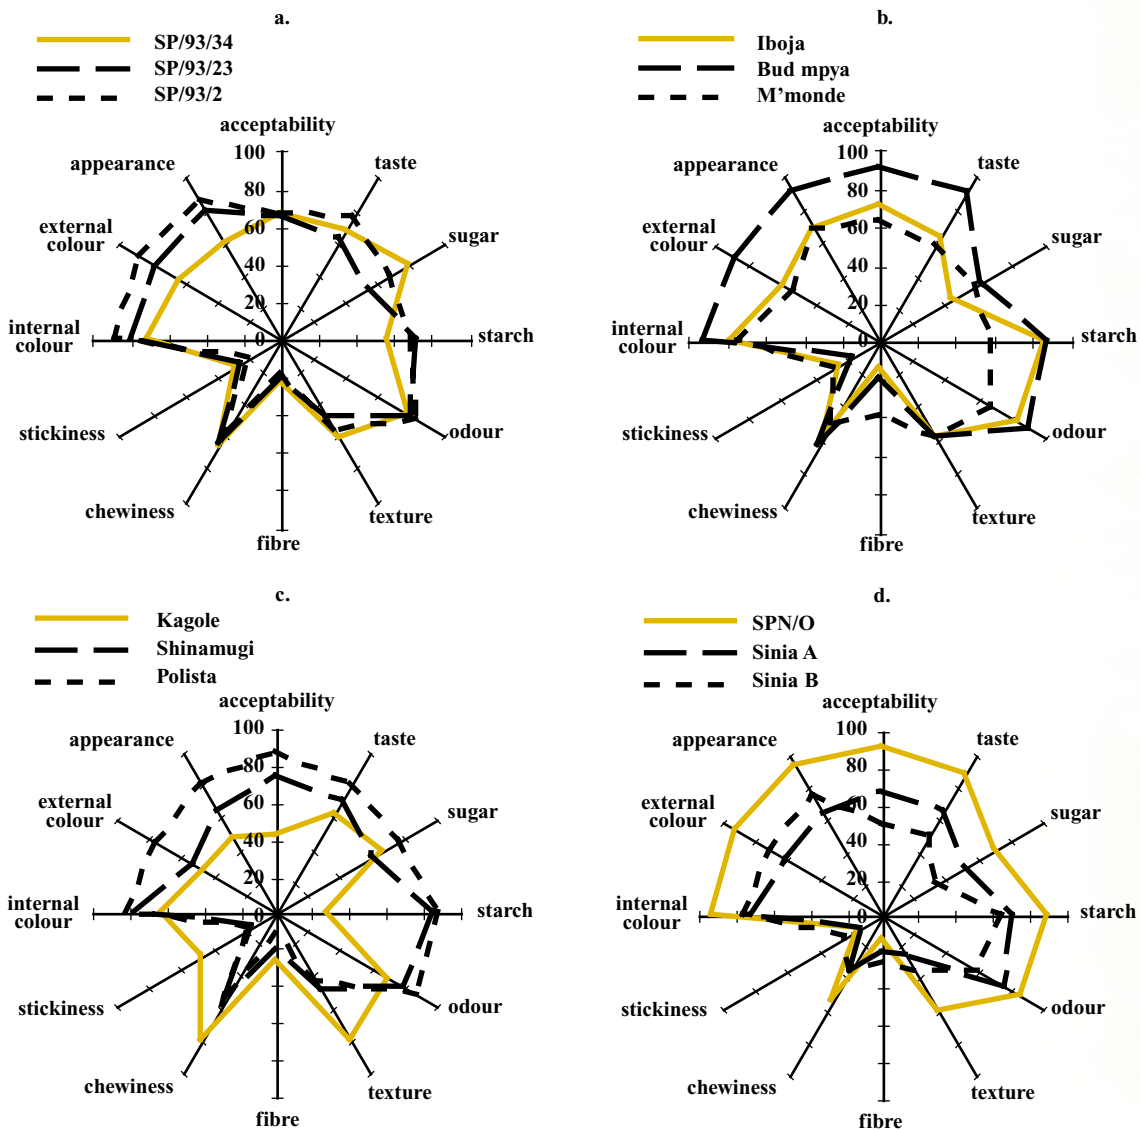 a.
SP/93/34
SP/93/23
SP/93/2
acceptability
100
80
60
40
20
0
taste
sugar
starch
odour
texture
fibre
chewiness
stickiness
internal
colour
external
colour
appearance
b.
Iboja
Bud mpya
M’monde
acceptability
100
80
60
40
20
0
taste
sugar
starch
odour
texture
fibre
chewiness
stickiness
internal
colour
external
colour
appearance
c.
Kagole
Shinamugi
Polista
acceptability
100
80
60
40
20
0
taste
sugar
starch
odour
texture
fibre
chewiness
stickiness
internal
colour
external
colour
appearance
d.
SPN/O
Sinia A
Sinia B
acceptability
100
80
60
40
20
0
taste
sugar
starch
odour
texture
fibre
chewiness
stickiness
internal
colour
external
colour
appearance